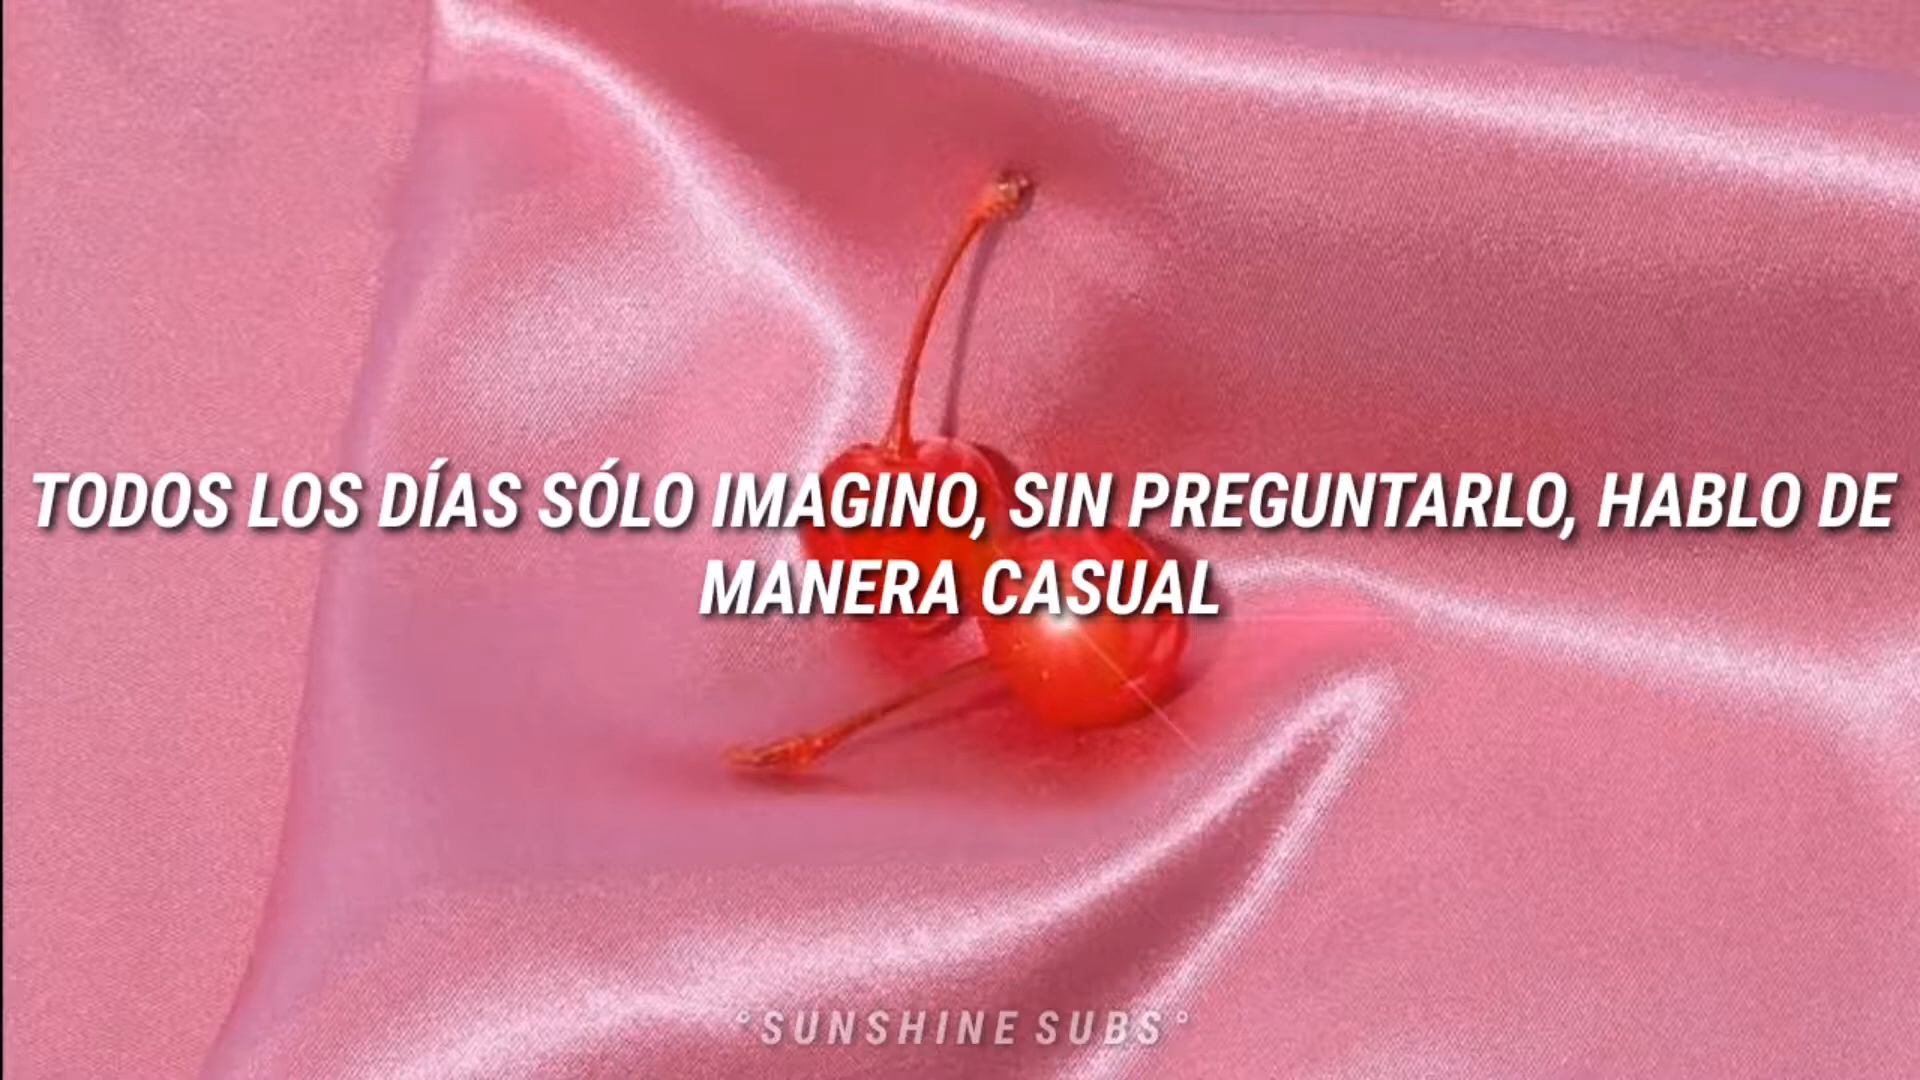 TODOS LOS DÍAS SÓLO IMAGINO, SIN PREGUNTARLO, HABLO DE
MANERA CASUAL
°SUNSHINE SUBS°